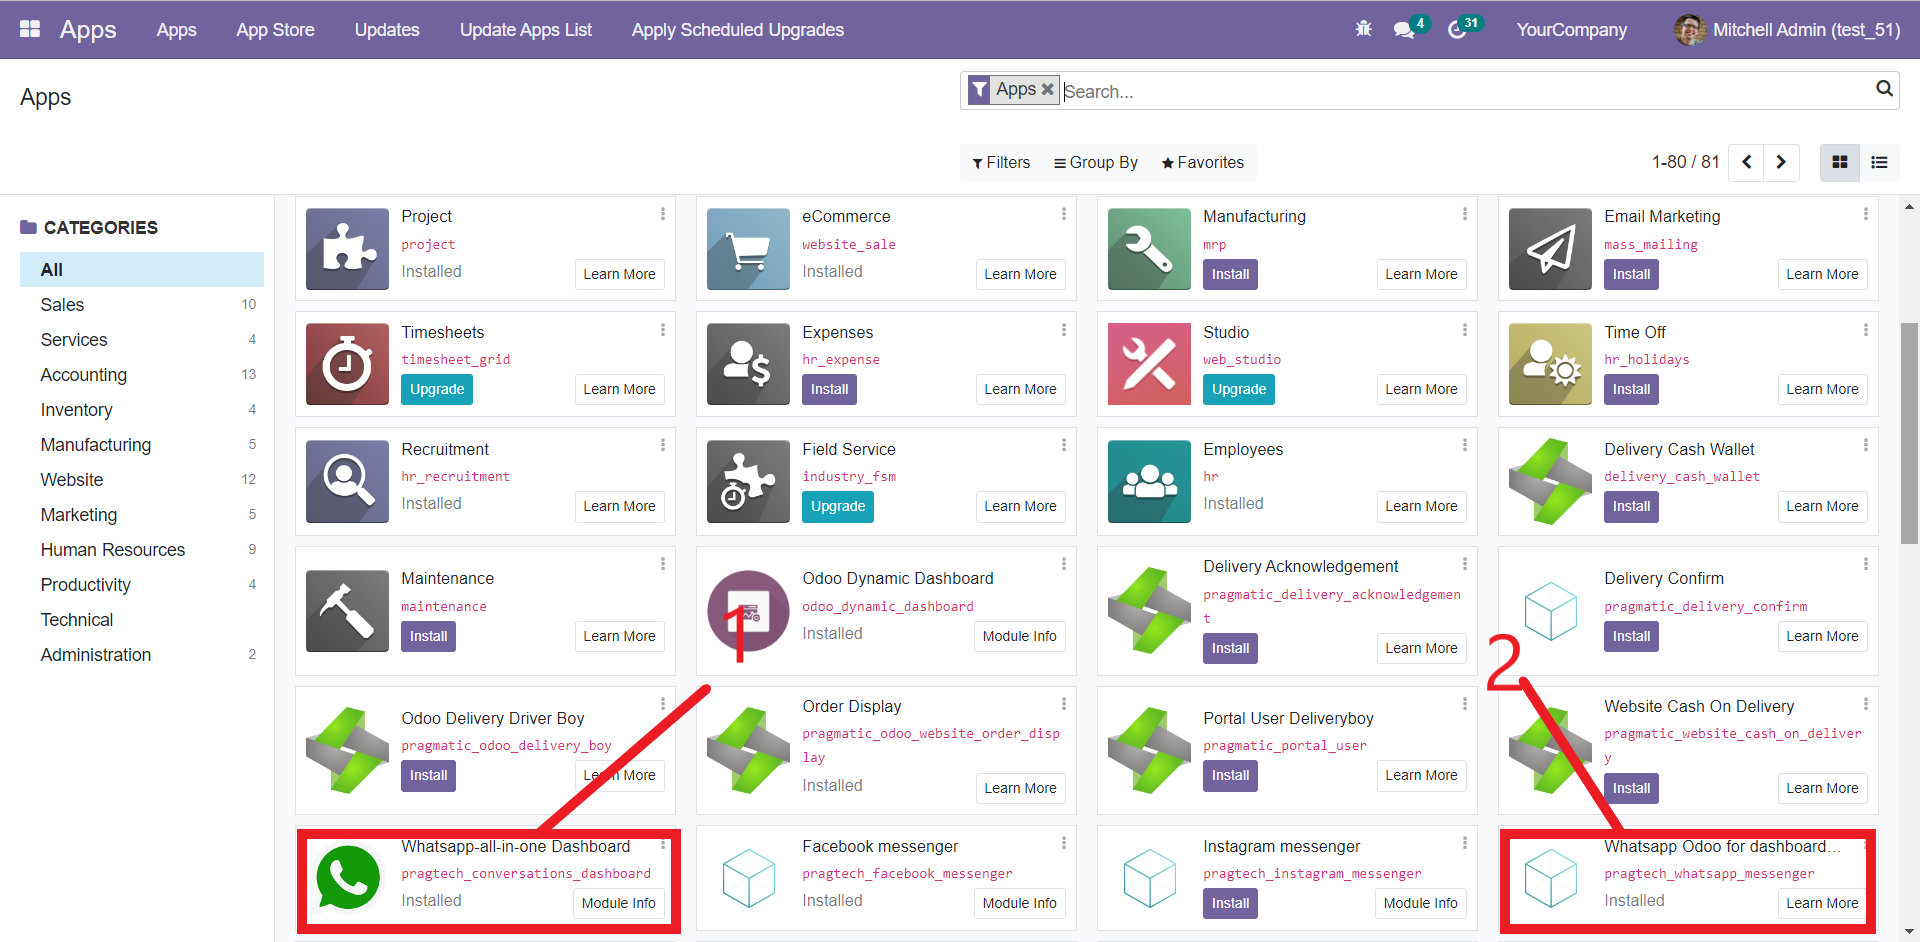 Apps Apps App Store Updates Update Apps List Apply Scheduled Upgrades 4 31 YourCompany Mitchell Admin (test_51)
Apps
Apps Search...
Filters Group By Favorites 1-80 / 81
CATEGORIES
All
Sales 10
Services 4
Accounting 13
Inventory 4
Manufacturing 5
Website 12
Marketing 5
Human Resources 9
Productivity 4
Technical
Administration 2
Project
project
Installed Learn More
eCommerce
website_sale
Installed Learn More
Manufacturing
mrp
Install Learn More
Email Marketing
mass_mailing
Install Learn More
Timesheets
timesheet_grid
Upgrade Learn More
Expenses
hr_expense
Install Learn More
Studio
web_studio
Upgrade Learn More
Time Off
hr_holidays
Install Learn More
Recruitment
hr_recruitment
Installed Learn More
Field Service
industry_fsm
Upgrade Learn More
Employees
hr
Installed Learn More
Delivery Cash Wallet
delivery_cash_wallet
Install Learn More
Maintenance
maintenance
Install Learn More
Odoo Dynamic Dashboard
odoo_dynamic_dashboard
Installed Module Info
1
Delivery Acknowledgement
pragmatic_delivery_acknowledgemen
t
Install Learn More
Delivery Confirm
pragmatic_delivery_confirm
Install Learn More
2
Odoo Delivery Driver Boy
pragmatic_odoo_delivery_boy
Install Learn More
Order Display
pragmatic_odoo_website_order_disp
lay
Installed Learn More
Portal User Deliveryboy
pragmatic_portal_user
Install Learn More
Website Cash On Delivery
pragmatic_website_cash_on_deliver
y
Install Learn More
Whatsapp-all-in-one Dashboard
pragtech_conversations_dashboard
Installed Module Info
Facebook messenger
pragtech_facebook_messenger
Installed Module Info
Instagram messenger
pragtech_instagram_messenger
Install Module Info
Whatsapp Odoo for dashboard...
pragtech_whatsapp_messenger
Installed Learn More